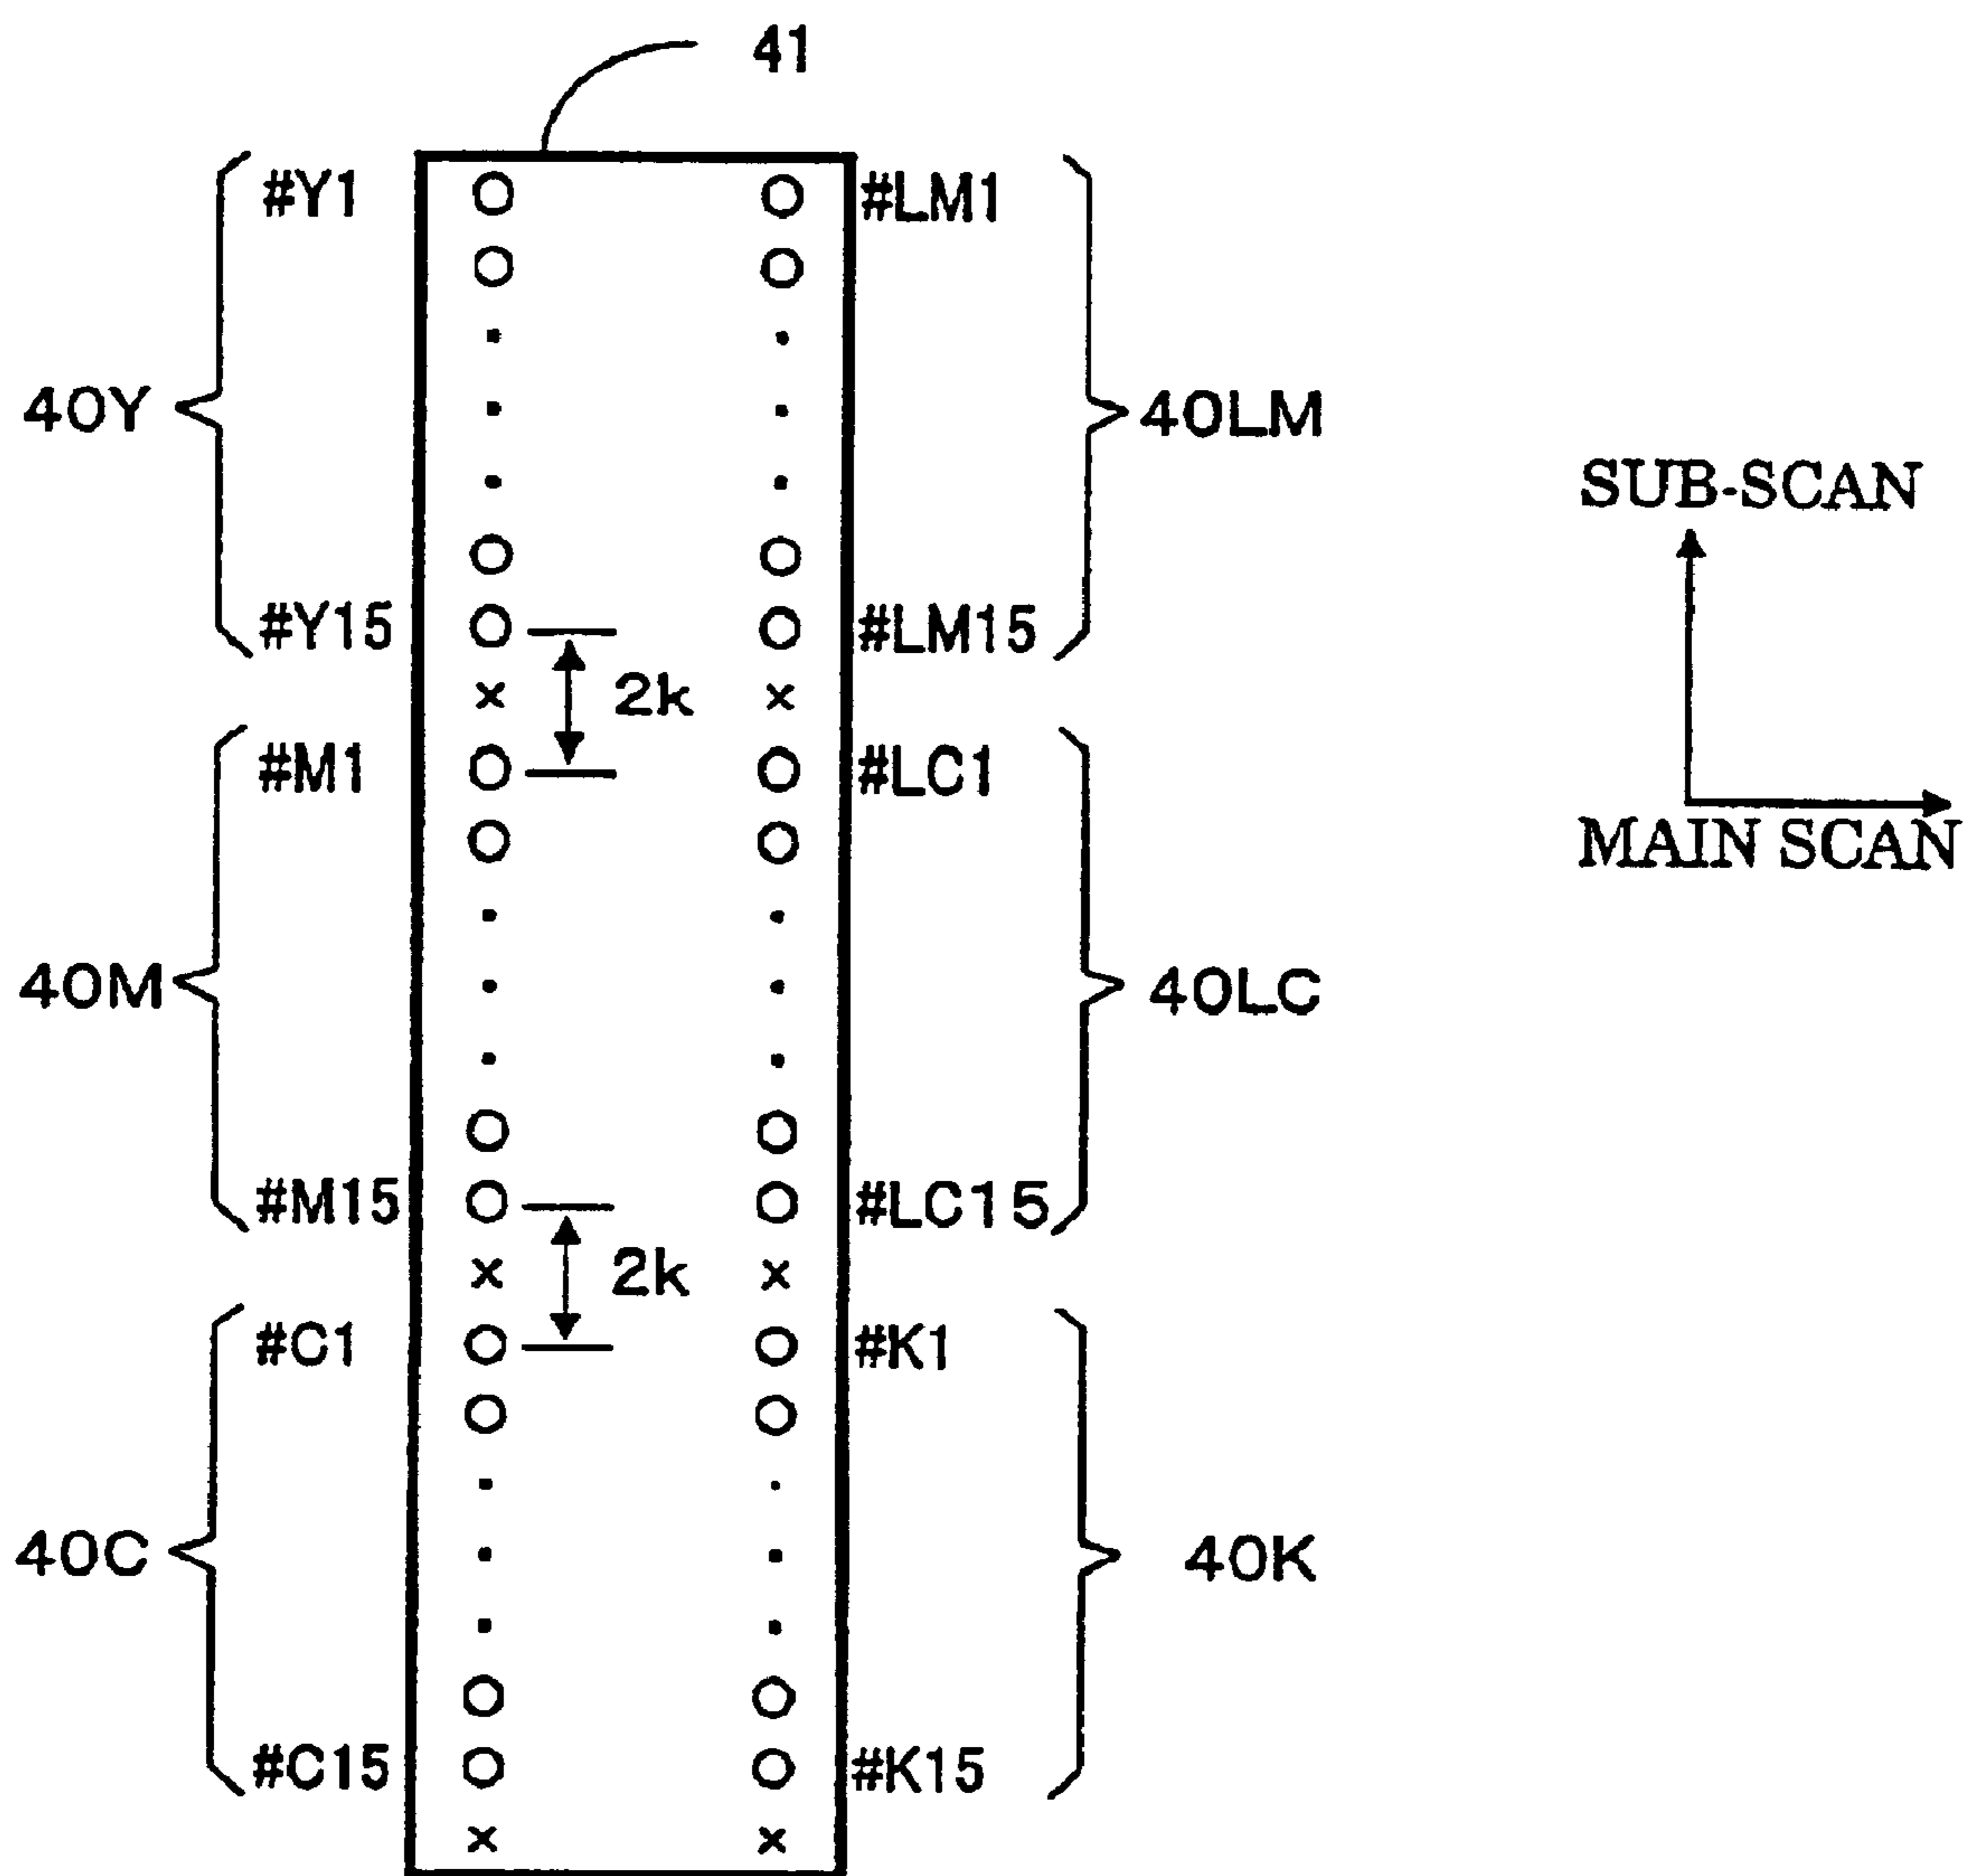 41
#Y1 #LM1
40Y 40LM
SUB-SCAN
#Y15 #LM15
x 2k x
#M1 #LC1
MAIN SCAN
40M 40LC
#M15 #LC15
x 2k x
#C1 #K1
40C 40K
#C15 #K15
x x